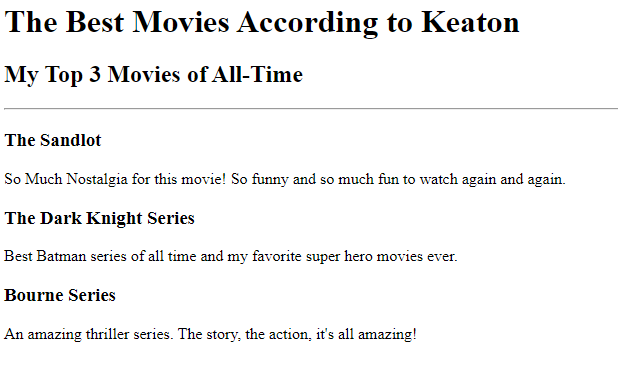 The Best Movies According to Keaton
My Top 3 Movies of All-Time
The Sandlot
So Much Nostalgia for this movie! So funny and so much fun to watch again and again.
The Dark Knight Series
Best Batman series of all time and my favorite super hero movies ever.
Bourne Series
An amazing thriller series. The story, the action, it's all amazing!